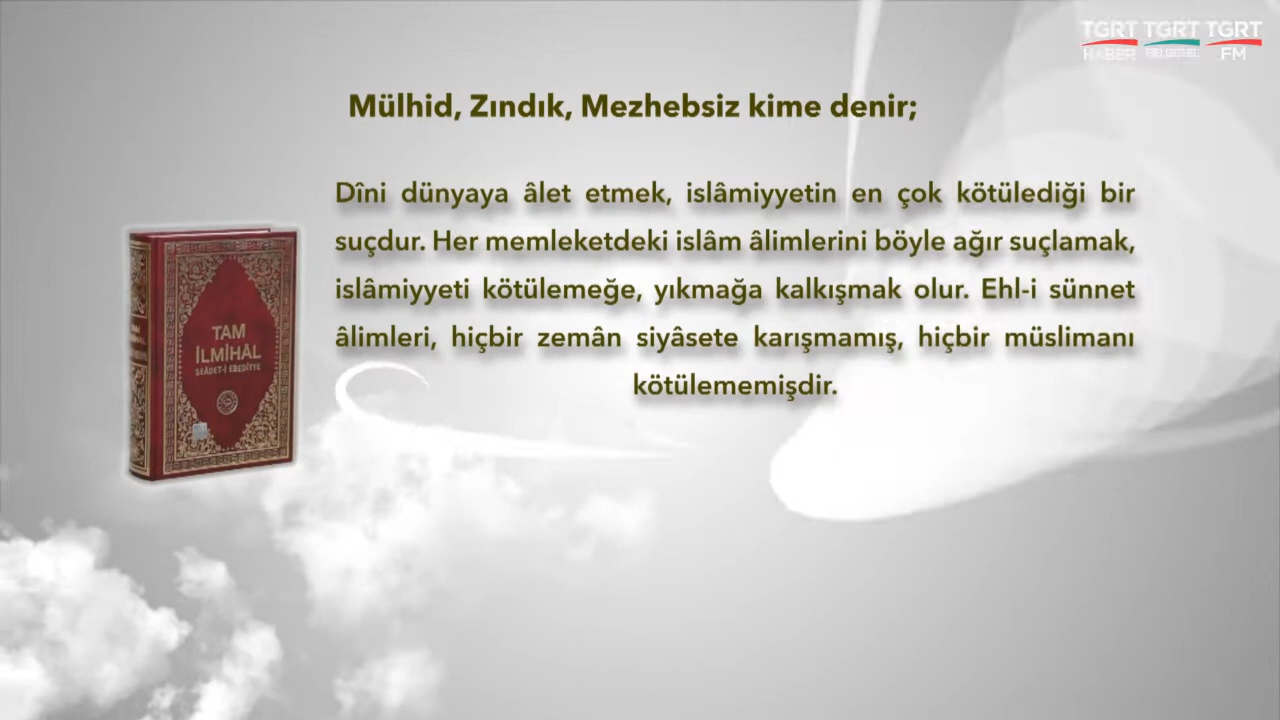 TGRT TGRT TGRT
HABER BELGESEL FM
Mülhid, Zındık, Mezhebsiz kime denir;
Dîni dünyaya âlet etmek, islâmiyyetin en çok kötülediği bir
suçdur. Her memleketdeki islâm âlimlerini böyle ağır suçlamak,
islâmiyyeti kötülemeğe, yıkmağa kalkışmak olur. Ehl-i sünnet
âlimleri, hiçbir zemân siyâsete karışmamış, hiçbir müslimanı
kötülememişdir.
TAM
İLMİHÂL
SEÂDET-İ EBEDİYYE